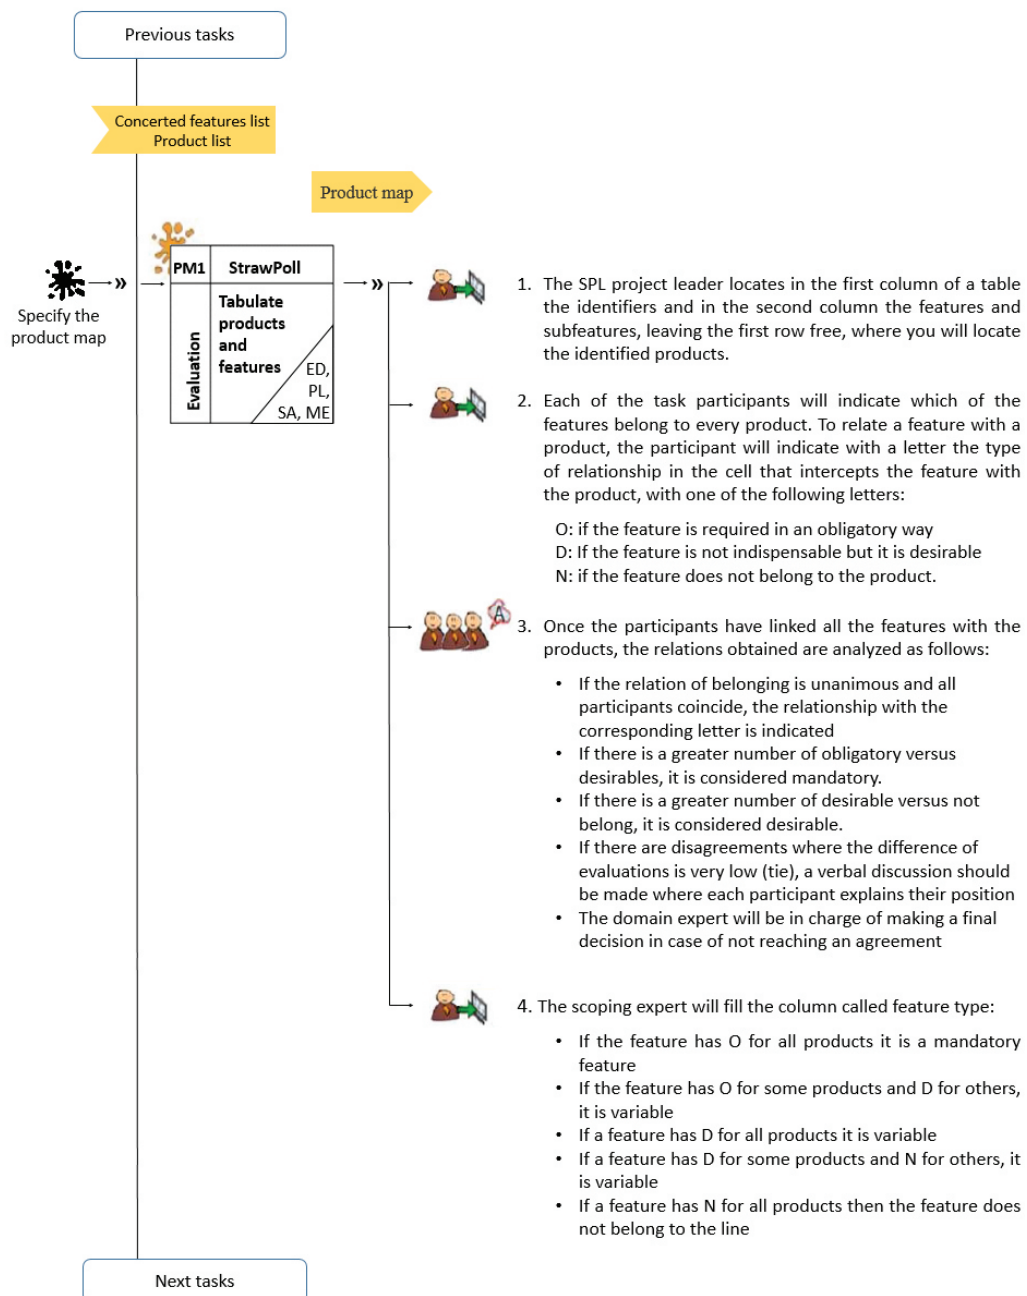 Previous tasks
Concerted features list
Product list
Product map
»
Specify the
product map
PM1
StrawPoll
Evaluation
Tabulate
products
and
features
ED,
PL,
SA, ME
»
1. The SPL project leader locates in the first column of a table
the identifiers and in the second column the features and
subfeatures, leaving the first row free, where you will locate
the identified products.
2. Each of the task participants will indicate which of the
features belong to every product. To relate a feature with a
product, the participant will indicate with a letter the type
of relationship in the cell that intercepts the feature with
the product, with one of the following letters:
O: if the feature is required in an obligatory way
D: If the feature is not indispensable but it is desirable
N: if the feature does not belong to the product.
A
3. Once the participants have linked all the features with the
products, the relations obtained are analyzed as follows:
• If the relation of belonging is unanimous and all
participants coincide, the relationship with the
corresponding letter is indicated
• If there is a greater number of obligatory versus
desirables, it is considered mandatory.
• If there is a greater number of desirable versus not
belong, it is considered desirable.
• If there are disagreements where the difference of
evaluations is very low (tie), a verbal discussion should
be made where each participant explains their position
• The domain expert will be in charge of making a final
decision in case of not reaching an agreement
4. The scoping expert will fill the column called feature type:
• If the feature has O for all products it is a mandatory
feature
• If the feature has O for some products and D for others,
it is variable
• If a feature has D for all products it is variable
• If a feature has D for some products and N for others, it
is variable
• If a feature has N for all products then the feature does
not belong to the line
Next tasks